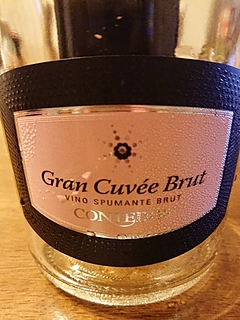 Gran Cuvée Brut
VINO SPUMANTE BRUT